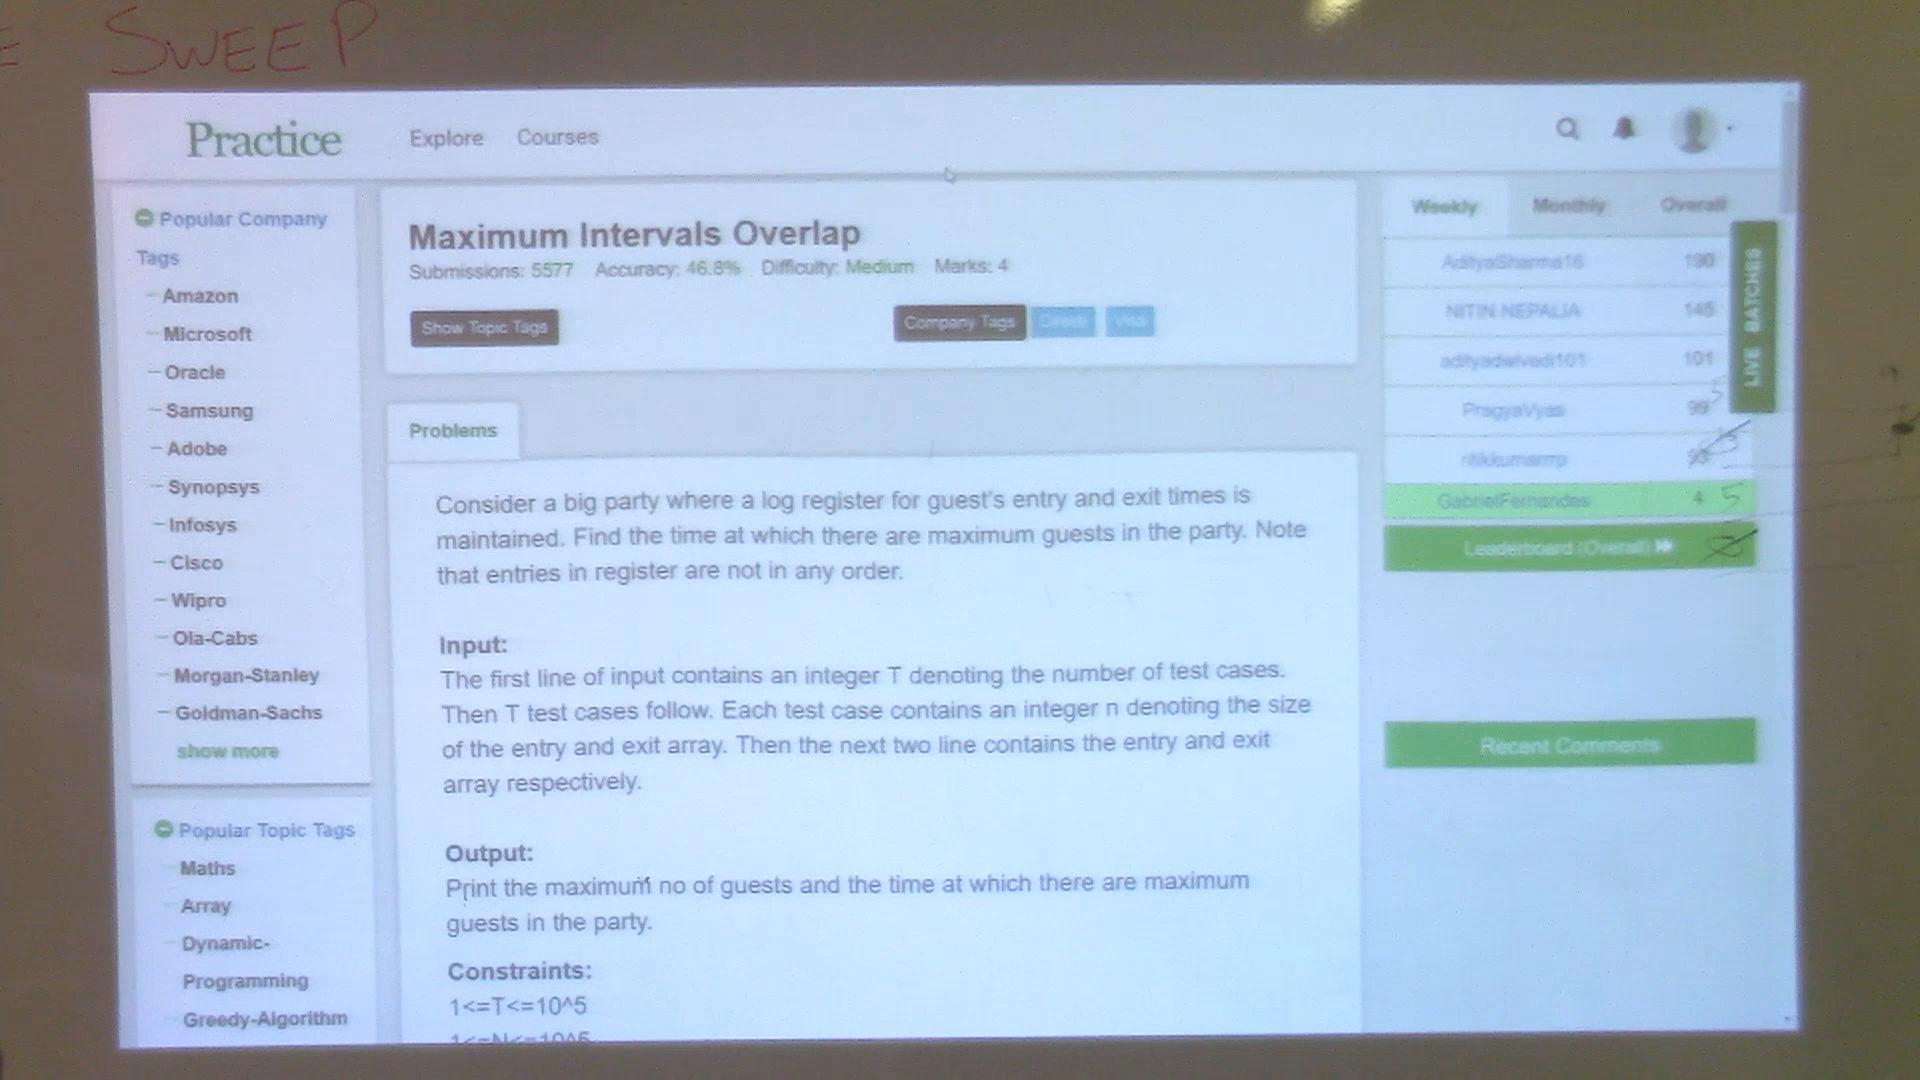 SWEEP
Practice Explore Courses
Popular Company
Tags
Amazon
Microsoft
Oracle
Samsung
Adobe
Synopsys
Infosys
Cisco
Wipro
Ola-Cabs
Morgan-Stanley
Goldman-Sachs
show more
Popular Topic Tags
Maths
Array
Dynamic-
Programming
Greedy-Algorithm
Maximum Intervals Overlap
Submissions: 5577 Accuracy: 46.8% Difficulty: Medium Marks: 4
Show Topic Tags Company Tags Visa
Problems
Consider a big party where a log register for guest's entry and exit times is
maintained. Find the time at which there are maximum guests in the party. Note
that entries in register are not in any order.
Input:
The first line of input contains an integer T denoting the number of test cases.
Then T test cases follow. Each test case contains an integer n denoting the size
of the entry and exit array. Then the next two line contains the entry and exit
array respectively.
Output:
Print the maximum no of guests and the time at which there are maximum
guests in the party.
Constraints:
1<=T<=10^5
1<=N<=10^5
Weekly Monthly Overall
AdityaSharma16 190
NITIN NEPALIA 145
adityadwivedi101 101
PragyaVyas 99
93
GabrielFernandes 4 5
Leaderboard (Overall)
Recent Comments
LIVE BATCHES